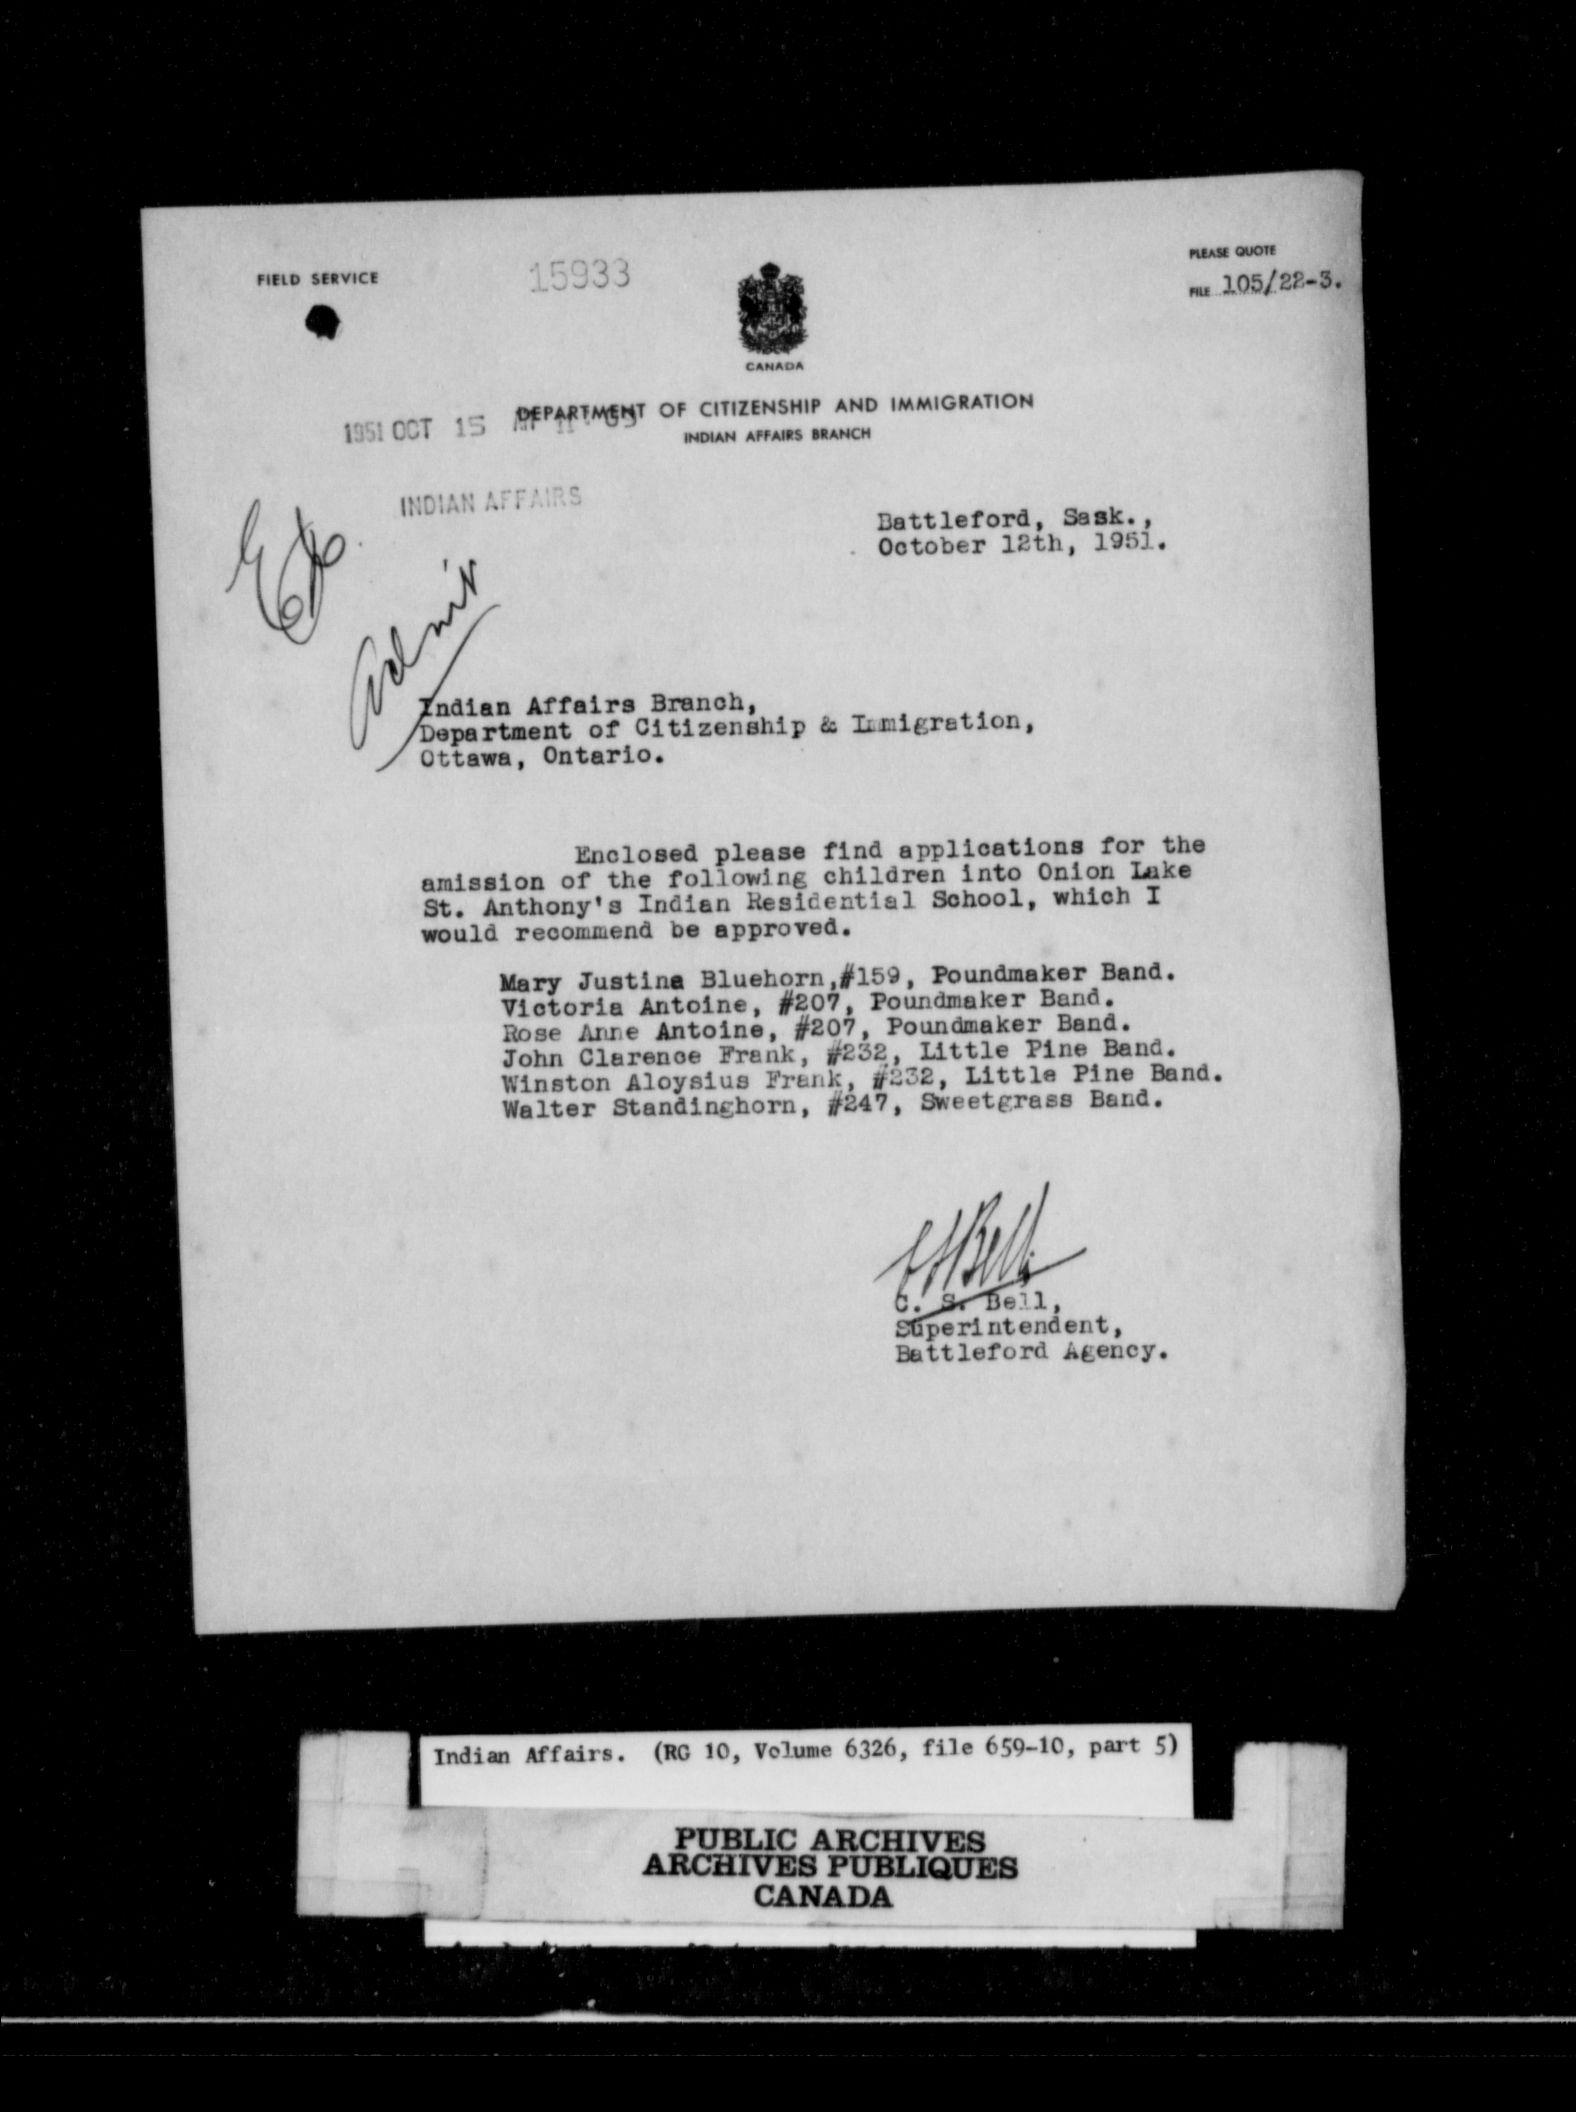 FIELD SERVICE
15933
PLEASE QUOTE
FILE 105/22-3.
CANADA
DEPARTMENT OF CITIZENSHIP AND IMMIGRATION
1951 OCT 15 AM 11 09
INDIAN AFFAIRS BRANCH
INDIAN AFFAIRS
Battleford, Sask.,
October 12th, 1951.
Admit
Indian Affairs Branch,
Department of Citizenship & Immigration,
Ottawa, Ontario.
Enclosed please find applications for the
amission of the following children into Onion Lake
St. Anthony's Indian Residential School, which I
would recommend be approved.
Mary Justine Bluehorn,#159, Poundmaker Band.
Victoria Antoine, #207, Poundmaker Band.
Rose Anne Antoine, #207, Poundmaker Band.
John Clarence Frank, #232, Little Pine Band.
Winston Aloysius Frank, #232, Little Pine Band.
Walter Standinghorn, #247, Sweetgrass Band.
CSBell
C. S. Bell,
Superintendent,
Battleford Agency.
Indian Affairs. (RG 10, Volume 6326, file 659-10, part 5)
PUBLIC ARCHIVES
ARCHIVES PUBLIQUES
CANADA